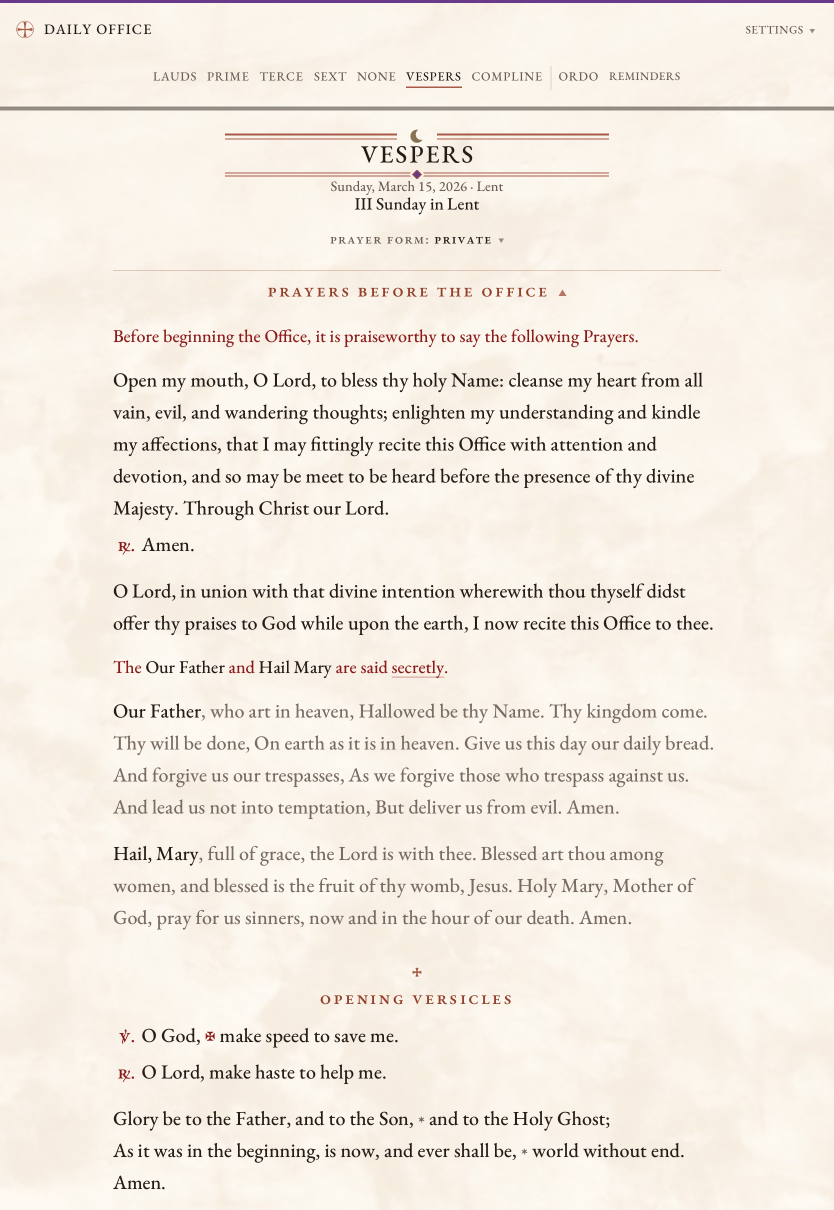 DAILY OFFICE
SETTINGS ▼
LAUDS PRIME TERCE SEXT NONE VESPERS COMPLINE ORDO REMINDERS
VESPERS
Sunday, March 15, 2026 · Lent
III Sunday in Lent
PRAYER FORM: PRIVATE ▼
PRAYERS BEFORE THE OFFICE ▲
Before beginning the Office, it is praiseworthy to say the following Prayers.
Open my mouth, O Lord, to bless thy holy Name: cleanse my heart from all
vain, evil, and wandering thoughts; enlighten my understanding and kindle
my affections, that I may fittingly recite this Office with attention and
devotion, and so may be meet to be heard before the presence of thy divine
Majesty. Through Christ our Lord.
℟. Amen.
O Lord, in union with that divine intention wherewith thou thyself didst
offer thy praises to God while upon the earth, I now recite this Office to thee.
The Our Father and Hail Mary are said secretly.
Our Father, who art in heaven, Hallowed be thy Name. Thy kingdom come.
Thy will be done, On earth as it is in heaven. Give us this day our daily bread.
And forgive us our trespasses, As we forgive those who trespass against us.
And lead us not into temptation, But deliver us from evil. Amen.
Hail, Mary, full of grace, the Lord is with thee. Blessed art thou among
women, and blessed is the fruit of thy womb, Jesus. Holy Mary, Mother of
God, pray for us sinners, now and in the hour of our death. Amen.
✠
OPENING VERSICLES
℣. O God, ✠ make speed to save me.
℟. O Lord, make haste to help me.
Glory be to the Father, and to the Son, * and to the Holy Ghost;
As it was in the beginning, is now, and ever shall be, * world without end.
Amen.